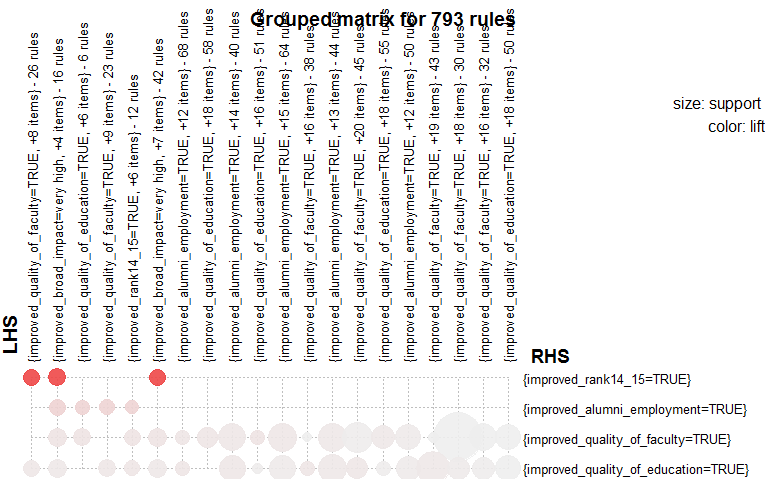 Grouped matrix for 793 rules
size: support
color: lift
{improved_quality_of_faculty=TRUE, +8 items} - 26 rules
{improved_broad_impact=very high, +4 items} - 16 rules
{improved_quality_of_education=TRUE, +6 items} - 6 rules
{improved_quality_of_faculty=TRUE, +9 items} - 23 rules
{improved_rank14_15=TRUE, +6 items} - 12 rules
{improved_broad_impact=very high, +7 items} - 42 rules
{improved_alumni_employment=TRUE, +12 items} - 68 rules
{improved_quality_of_faculty=TRUE, +18 items} - 58 rules
{improved_alumni_employment=TRUE, +14 items} - 40 rules
{improved_quality_of_education=TRUE, +16 items} - 51 rules
{improved_alumni_employment=TRUE, +15 items} - 64 rules
{improved_quality_of_faculty=TRUE, +16 items} - 38 rules
{improved_alumni_employment=TRUE, +13 items} - 44 rules
{improved_quality_of_faculty=TRUE, +20 items} - 45 rules
{improved_quality_of_education=TRUE, +18 items} - 55 rules
{improved_alumni_employment=TRUE, +12 items} - 50 rules
{improved_quality_of_faculty=TRUE, +19 items} - 43 rules
{improved_quality_of_faculty=TRUE, +18 items} - 30 rules
{improved_quality_of_faculty=TRUE, +16 items} - 32 rules
{improved_quality_of_education=TRUE, +18 items} - 50 rules
LHS
RHS
{improved_rank14_15=TRUE}
{improved_alumni_employment=TRUE}
{improved_quality_of_faculty=TRUE}
{improved_quality_of_education=TRUE}